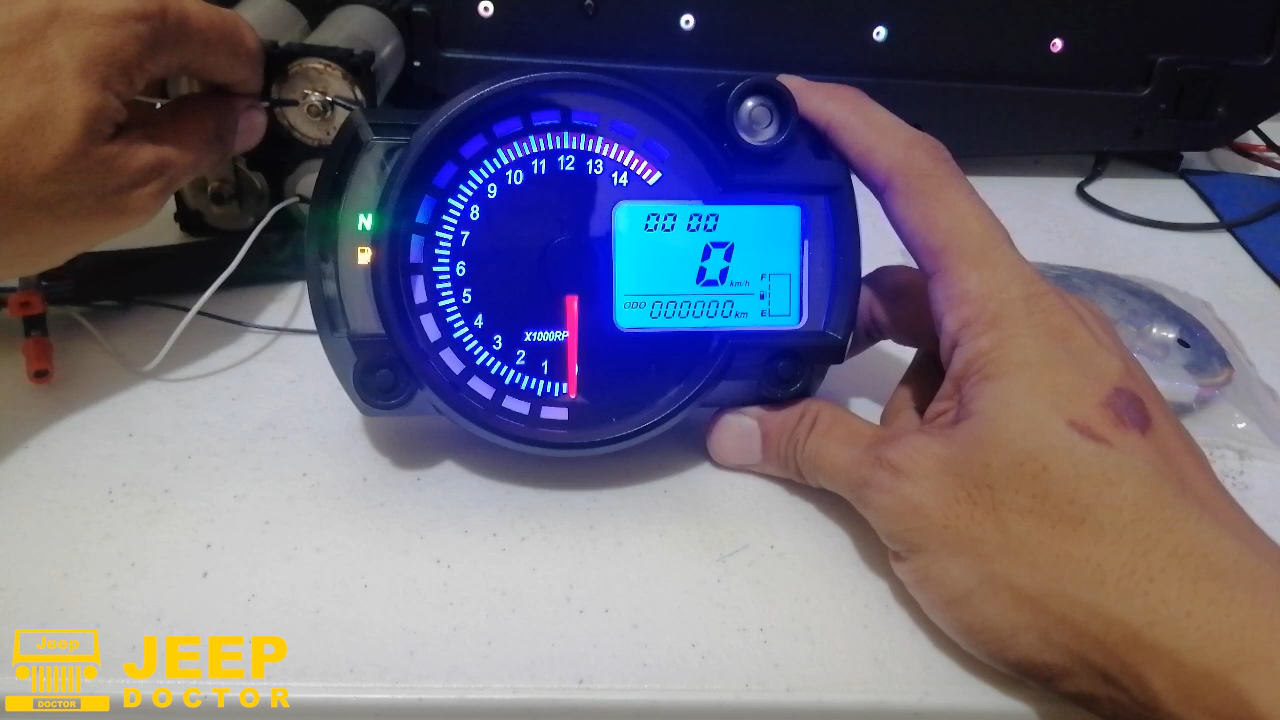 N
1
2
3
4
5
6
7
8
9
10
11
12
13
14
X1000RP
00 00
0 km/h
F
E
ODO 000000 km
Jeep
DOCTOR
JEEP
DOCTOR